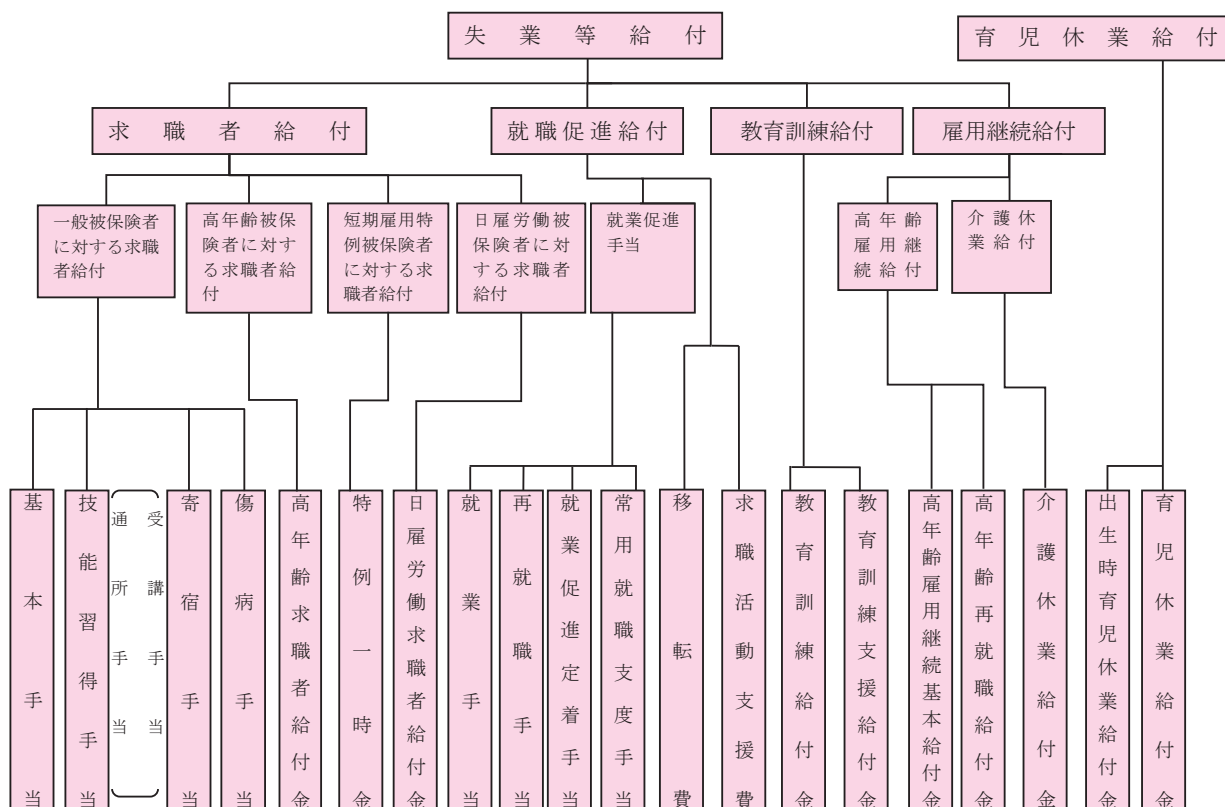 失業等給付
育児休業給付
求職者給付
就職促進給付
教育訓練給付
雇用継続給付
一般被保険者
に対する求職
者給付
高年齢被保
険者に対す
る求職者給
付
短期雇用特
例被保険者
に対する求
職者給付
日雇労働被
保険者に対
する求職者
給付
就業促進
手当
高年齢
雇用継
続給付
介護休
業給付
基本手当
技能習得手当
受講手当
通所手当
寄宿手当
傷病手当
高年齢求職者給付金
特例一時金
日雇労働求職者給付金
就業手当
再就職手当
就業促進定着手当
常用就職支度手当
移転費
求職活動支援費
教育訓練給付金
教育訓練支援給付金
高年齢雇用継続基本給付金
高年齢再就職給付金
介護休業給付金
出生時育児休業給付金
育児休業給付金